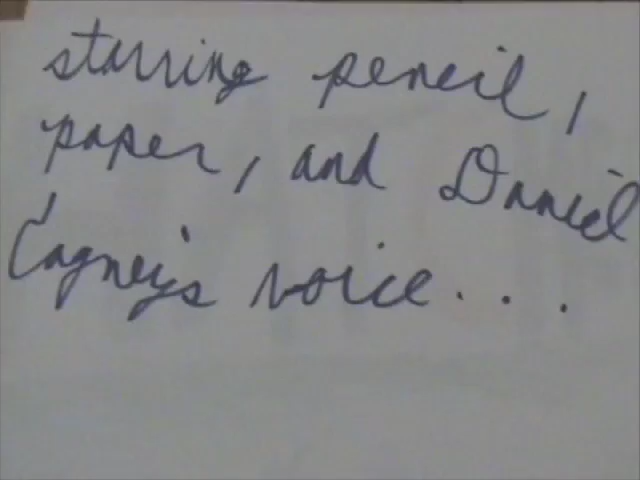 starring pencil,
paper, and Daniel
Cagney's voice...